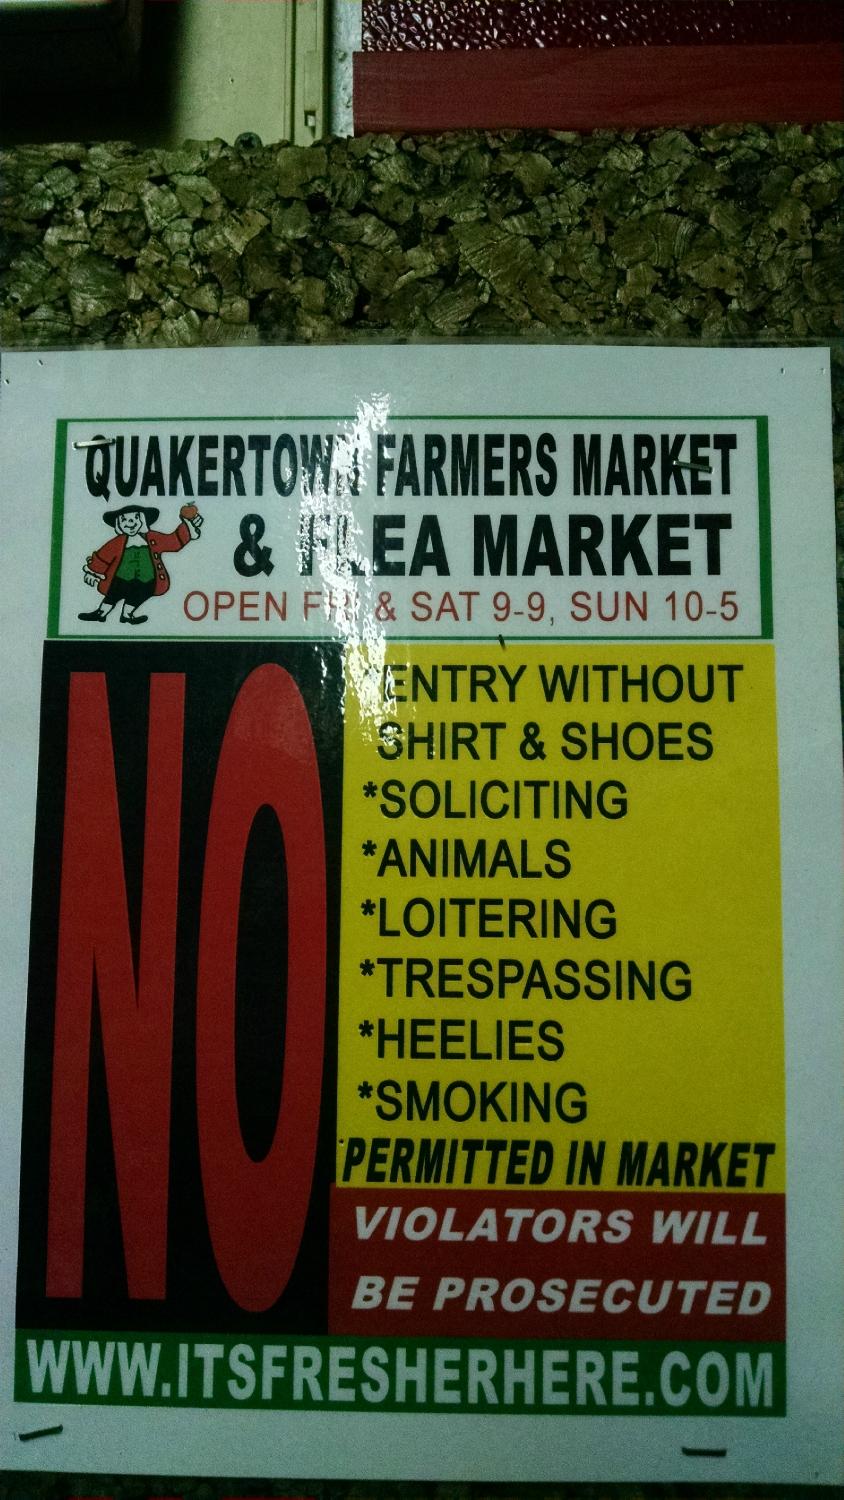 QUAKERTOWN FARMERS MARKET
& FLEA MARKET
OPEN FRI & SAT 9-9, SUN 10-5
NO
*ENTRY WITHOUT
SHIRT & SHOES
*SOLICITING
*ANIMALS
*LOITERING
*TRESPASSING
*HEELIES
*SMOKING
PERMITTED IN MARKET
VIOLATORS WILL
BE PROSECUTED
WWW.ITSFRESHERHERE.COM